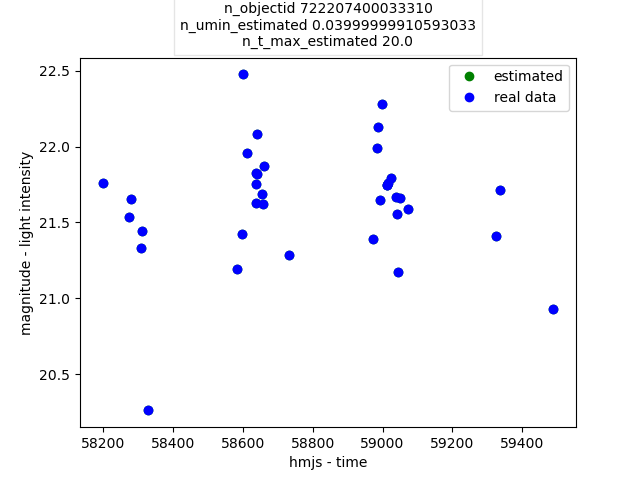 n_objectid 722207400033310
n_umin_estimated 0.03999999910593033
n_t_max_estimated 20.0
22.5
22.0
21.5
21.0
20.5
magnitude - light intensity
estimated
real data
58200 58400 58600 58800 59000 59200 59400
hmjs - time